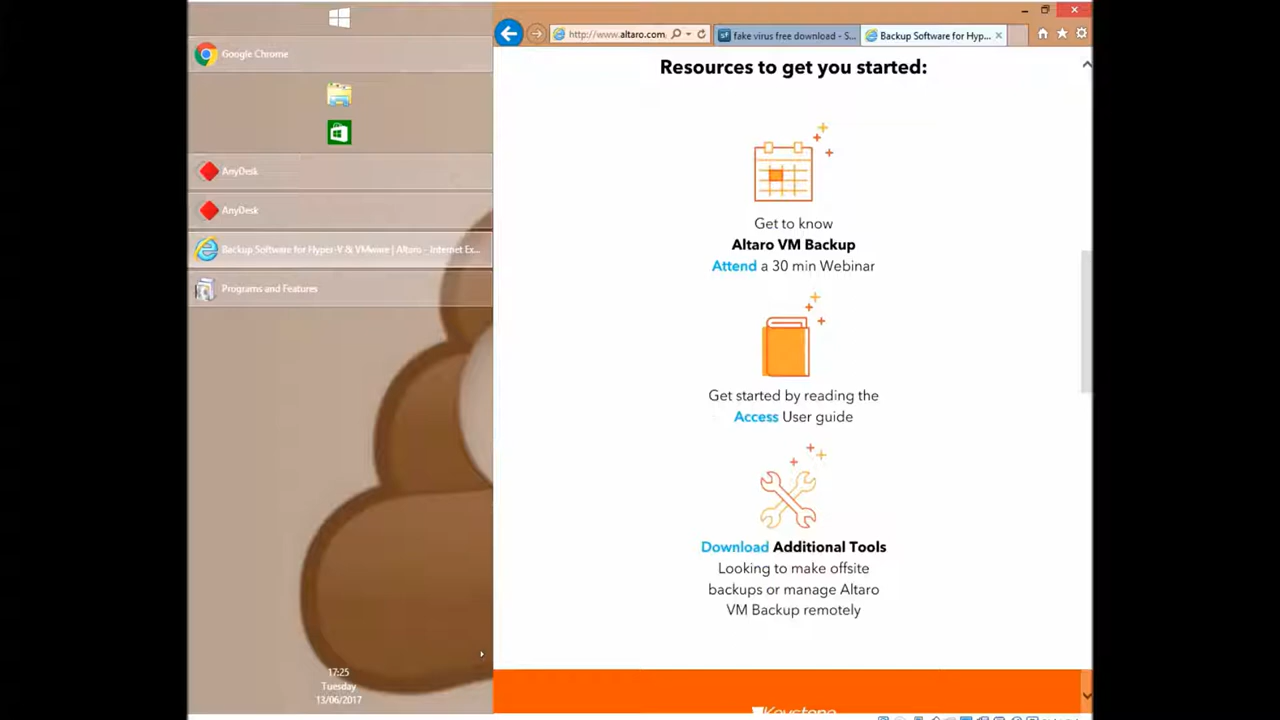 Google Chrome
AnyDesk
AnyDesk
Backup Software for Hyper-V & VMware | Altaro - Internet Ex...
Programs and Features
17:25
Tuesday
13/06/2017
http://www.altaro.com
fake virus free download - S...
Backup Software for Hyp...
Resources to get you started:
Get to know
Altaro VM Backup
Attend a 30 min Webinar
Get started by reading the
Access User guide
Download Additional Tools
Looking to make offsite
backups or manage Altaro
VM Backup remotely
Keystone